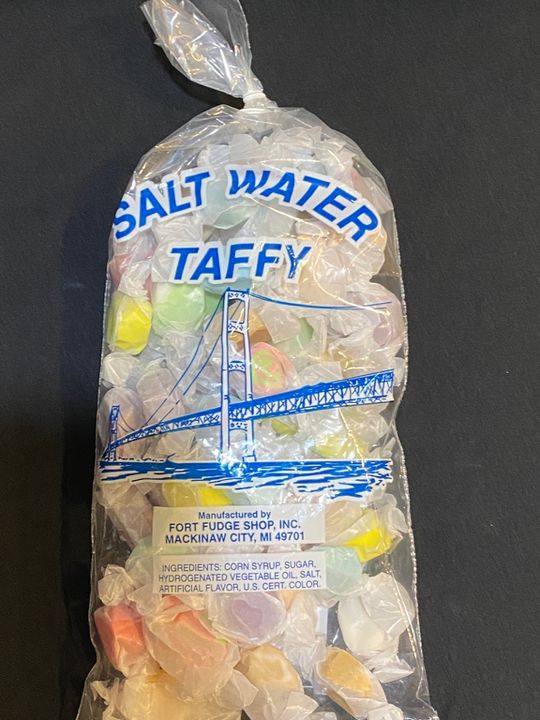 SALT WATER
TAFFY
Manufactured by
FORT FUDGE SHOP, INC.
MACKINAW CITY, MI 49701
INGREDIENTS: CORN SYRUP, SUGAR,
HYDROGENATED VEGETABLE OIL, SALT,
ARTIFICIAL FLAVOR, U.S. CERT. COLOR.